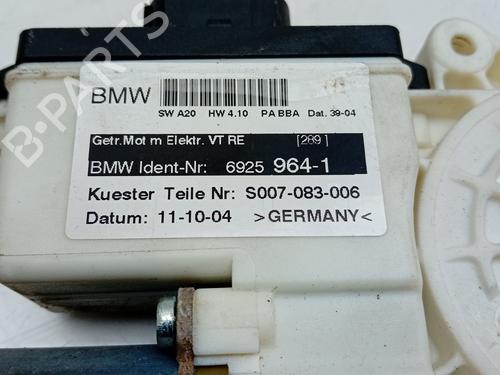 BMW
SW A20 HW 4.10 PA BBA Dat. 39-04
Getr.Mot m Elektr. VT RE [289]
BMW Ident-Nr: 6925 964-1
Kuester Teile Nr: S007-083-006
Datum: 11-10-04 >GERMANY<
B-PARTS